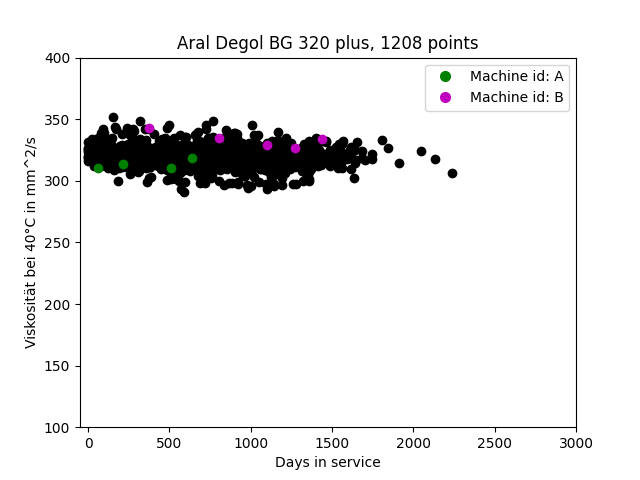 Aral Degol BG 320 plus, 1208 points
Machine id: A
Machine id: B
Viskosität bei 40°C in mm^2/s
400
350
300
250
200
150
100
0
500
1000
1500
2000
2500
3000
Days in service